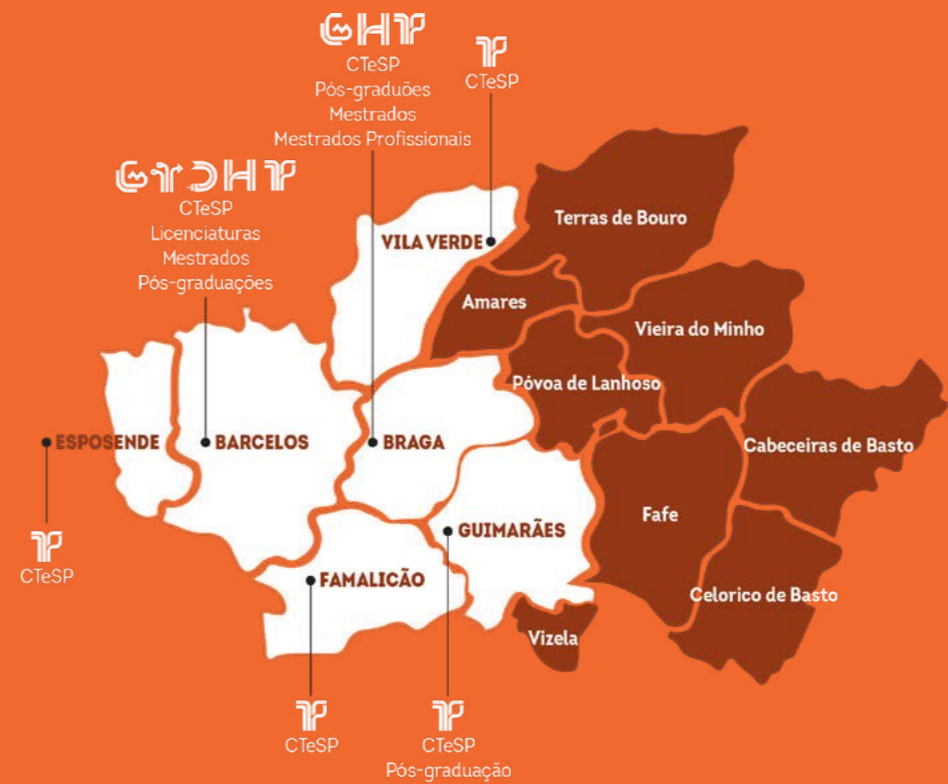 CTeSP
Pós-graduões
Mestrados
Mestrados Profissionais
CTeSP
CTeSP
Licenciaturas
Mestrados
Pós-graduações
Terras de Bouro
VILA VERDE
Amares
Vieira do Minho
Póvoa de Lanhoso
ESPOSENDE
BARCELOS
BRAGA
Cabeceiras de Basto
Fafe
GUIMARÃES
FAMALICÃO
Celorico de Basto
Vizela
CTeSP
CTeSP
CTeSP
Pós-graduação